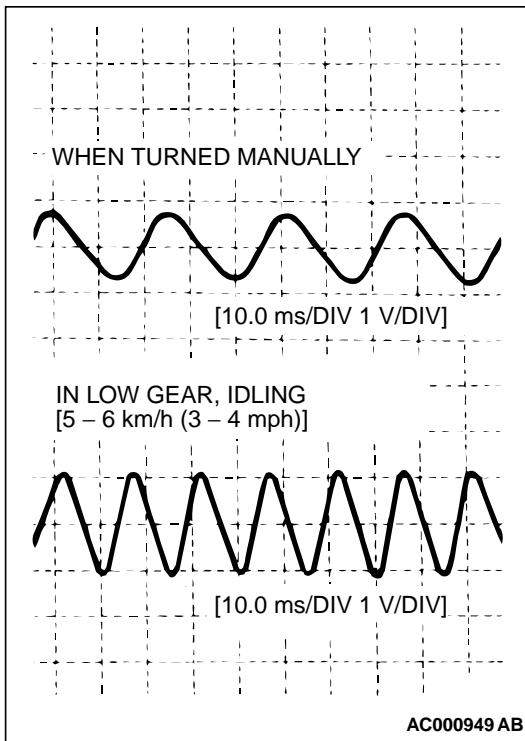 WHEN TURNED MANUALLY
[10.0 ms/DIV 1 V/DIV]
IN LOW GEAR, IDLING
[5 – 6 km/h (3 – 4 mph)]
[10.0 ms/DIV 1 V/DIV]
AC000949 AB